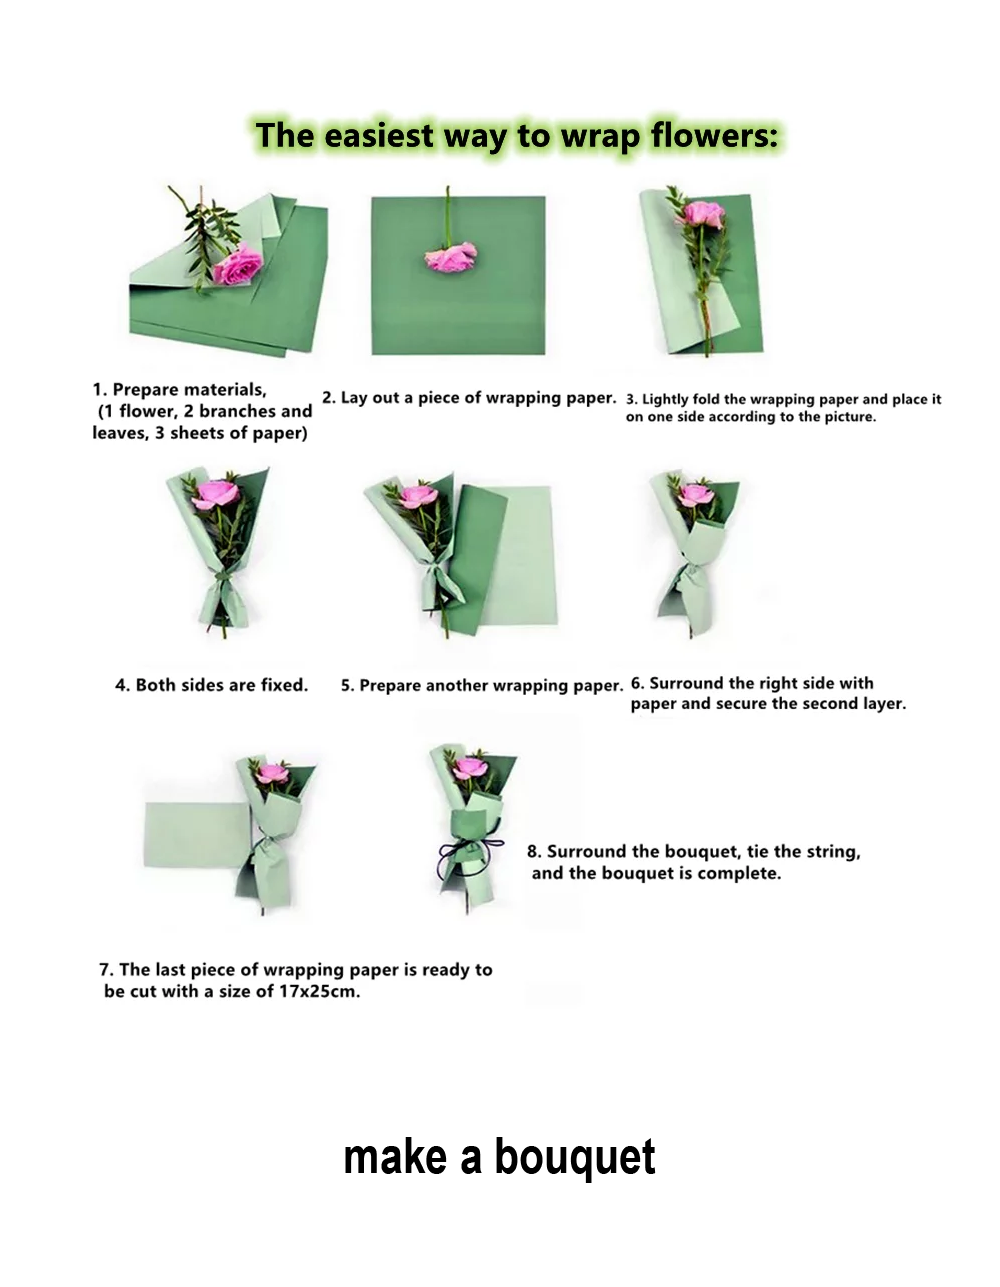 The easiest way to wrap flowers:
1. Prepare materials,
(1 flower, 2 branches and
leaves, 3 sheets of paper)
2. Lay out a piece of wrapping paper.
3. Lightly fold the wrapping paper and place it
on one side according to the picture.
4. Both sides are fixed.
5. Prepare another wrapping paper.
6. Surround the right side with
paper and secure the second layer.
7. The last piece of wrapping paper is ready to
be cut with a size of 17x25cm.
8. Surround the bouquet, tie the string,
and the bouquet is complete.
make a bouquet